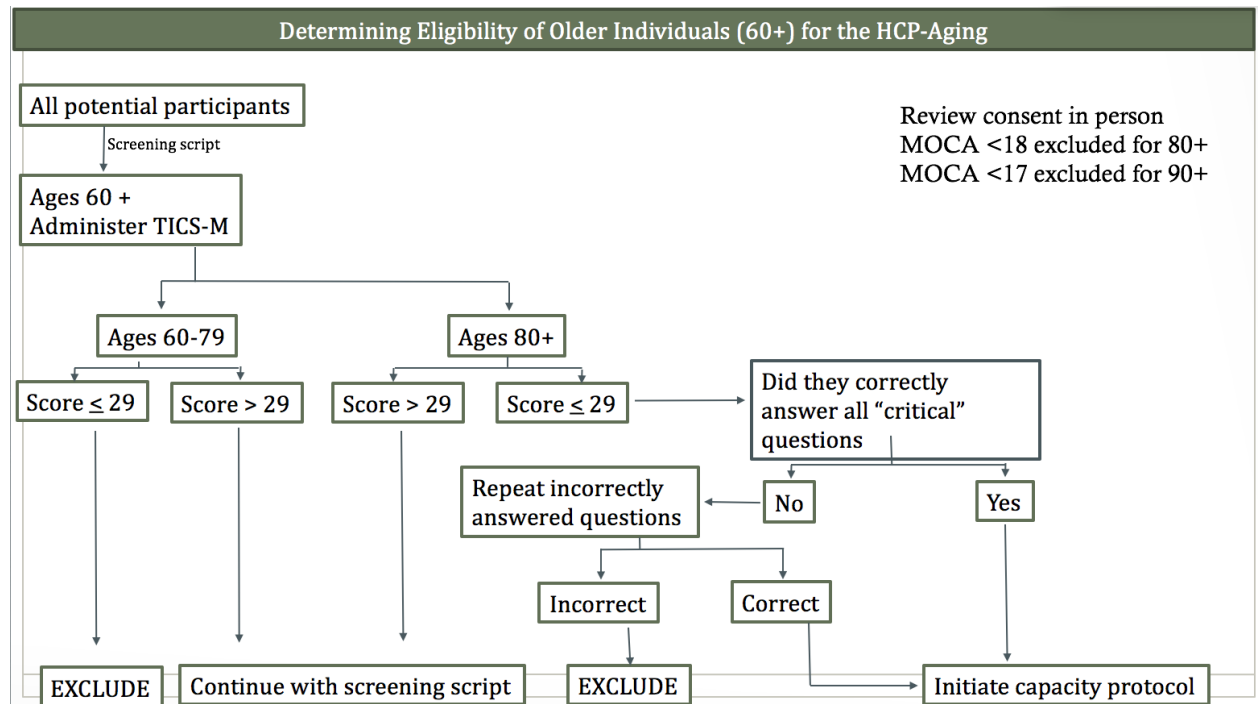 Determining Eligibility of Older Individuals (60+) for the HCP-Aging
All potential participants
Review consent in person
MOCA <18 excluded for 80+
MOCA <17 excluded for 90+
Screening script
Ages 60 +
Administer TICS-M
Ages 60-79
Ages 80+
Score ≤ 29
Score > 29
Score > 29
Score ≤ 29
Did they correctly
answer all “critical”
questions
Repeat incorrectly
answered questions
No
Yes
Incorrect
Correct
EXCLUDE
Continue with screening script
EXCLUDE
Initiate capacity protocol